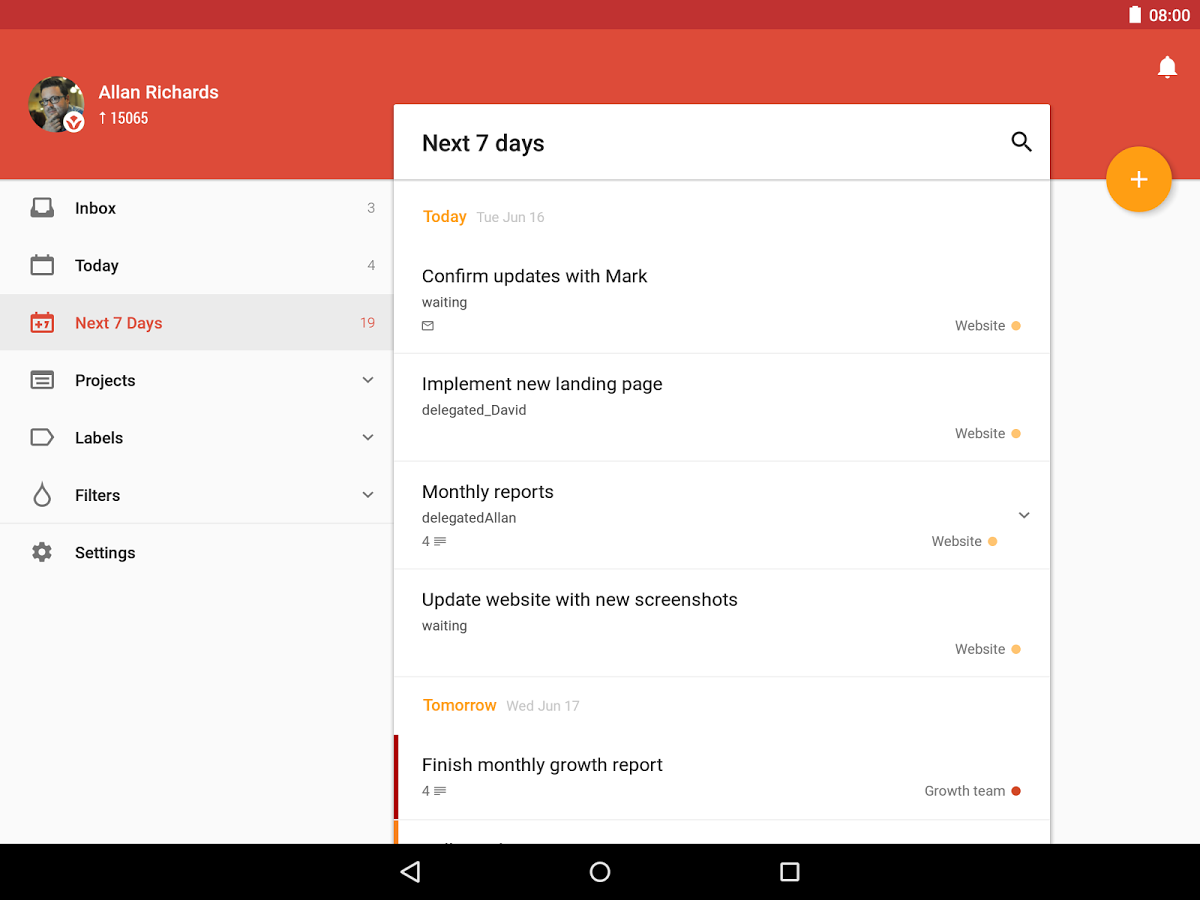 08:00
Allan Richards
↑ 15065
Next 7 days
Inbox 3
Today 4
Next 7 Days 19
Projects
Labels
Filters
Settings
Today Tue Jun 16
Confirm updates with Mark
waiting
Website
Implement new landing page
delegated_David
Website
Monthly reports
delegatedAllan
4 Website
Update website with new screenshots
waiting
Website
Tomorrow Wed Jun 17
Finish monthly growth report
4 Growth team